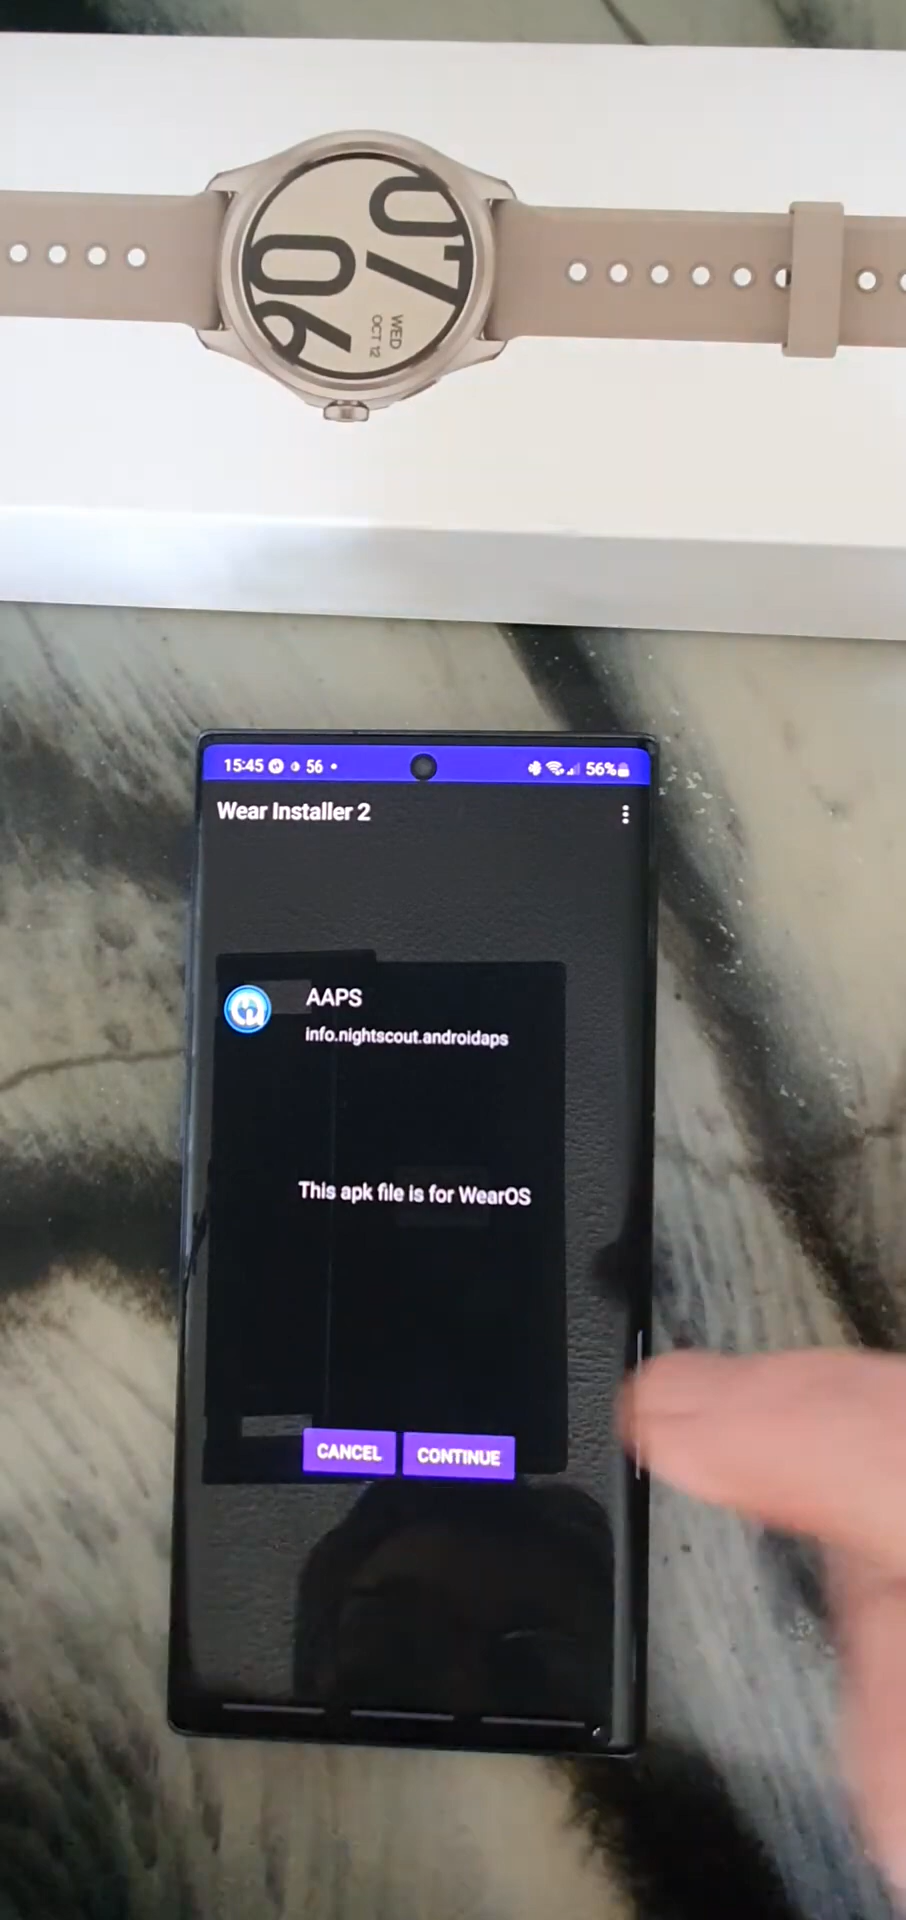 07
06
WED
OCT 12
15:45 56 • 56%
Wear Installer 2
AAPS
info.nightscout.androidaps
This apk file is for WearOS
CANCEL CONTINUE